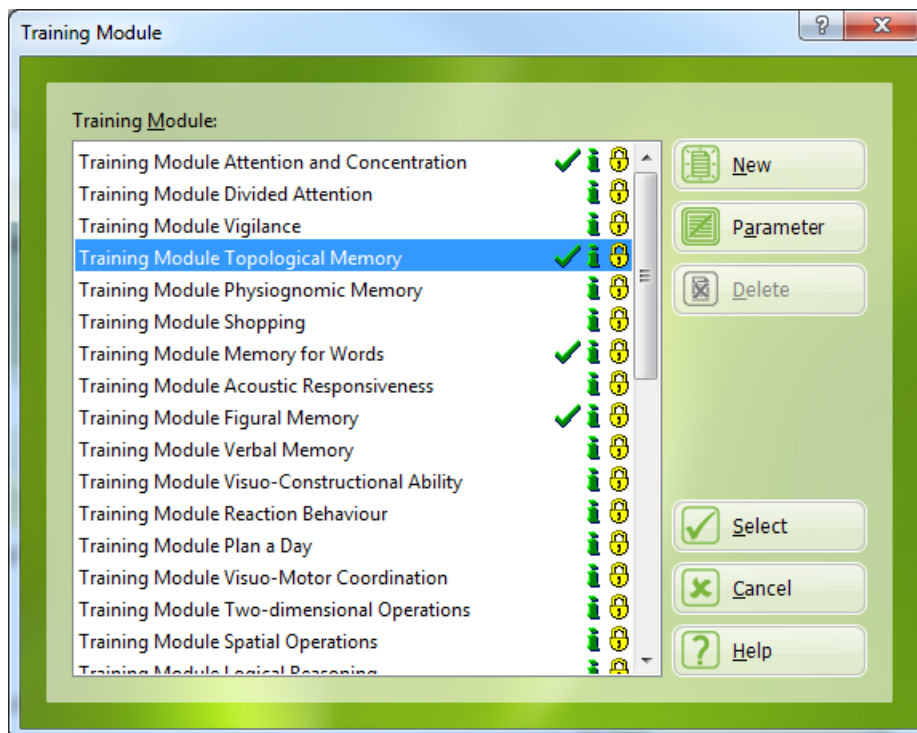 Training Module
Training Module:
Training Module Attention and Concentration
Training Module Divided Attention
Training Module Vigilance
Training Module Topological Memory
Training Module Physiognomic Memory
Training Module Shopping
Training Module Memory for Words
Training Module Acoustic Responsiveness
Training Module Figural Memory
Training Module Verbal Memory
Training Module Visuo-Constructional Ability
Training Module Reaction Behaviour
Training Module Plan a Day
Training Module Visuo-Motor Coordination
Training Module Two-dimensional Operations
Training Module Spatial Operations
Training Module Logical Reasoning
New
Parameter
Delete
Select
Cancel
Help